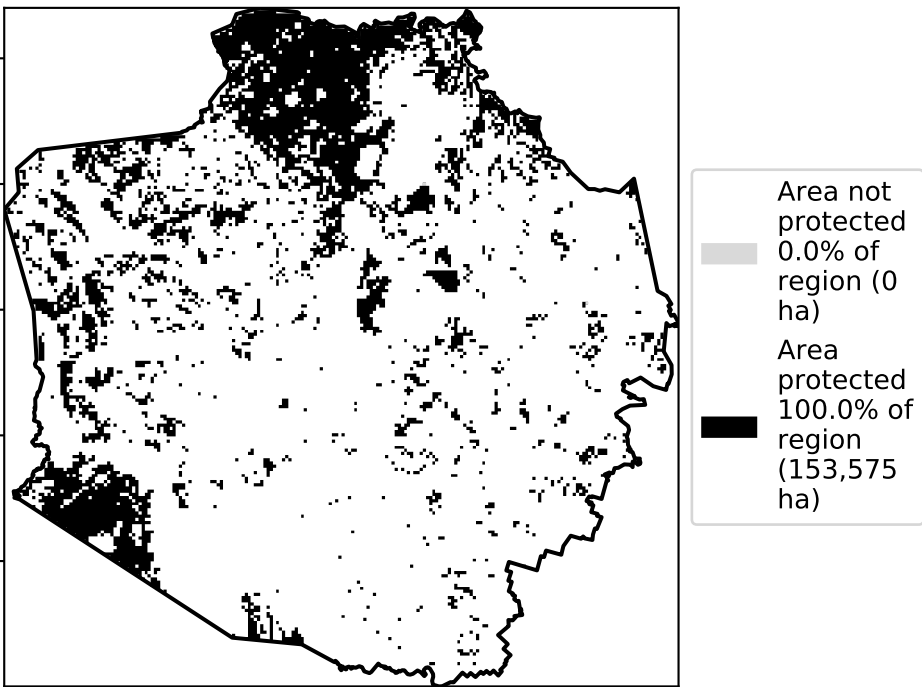 Area not
protected
0.0% of
region (0
ha)
Area
protected
100.0% of
region
(153,575
ha)